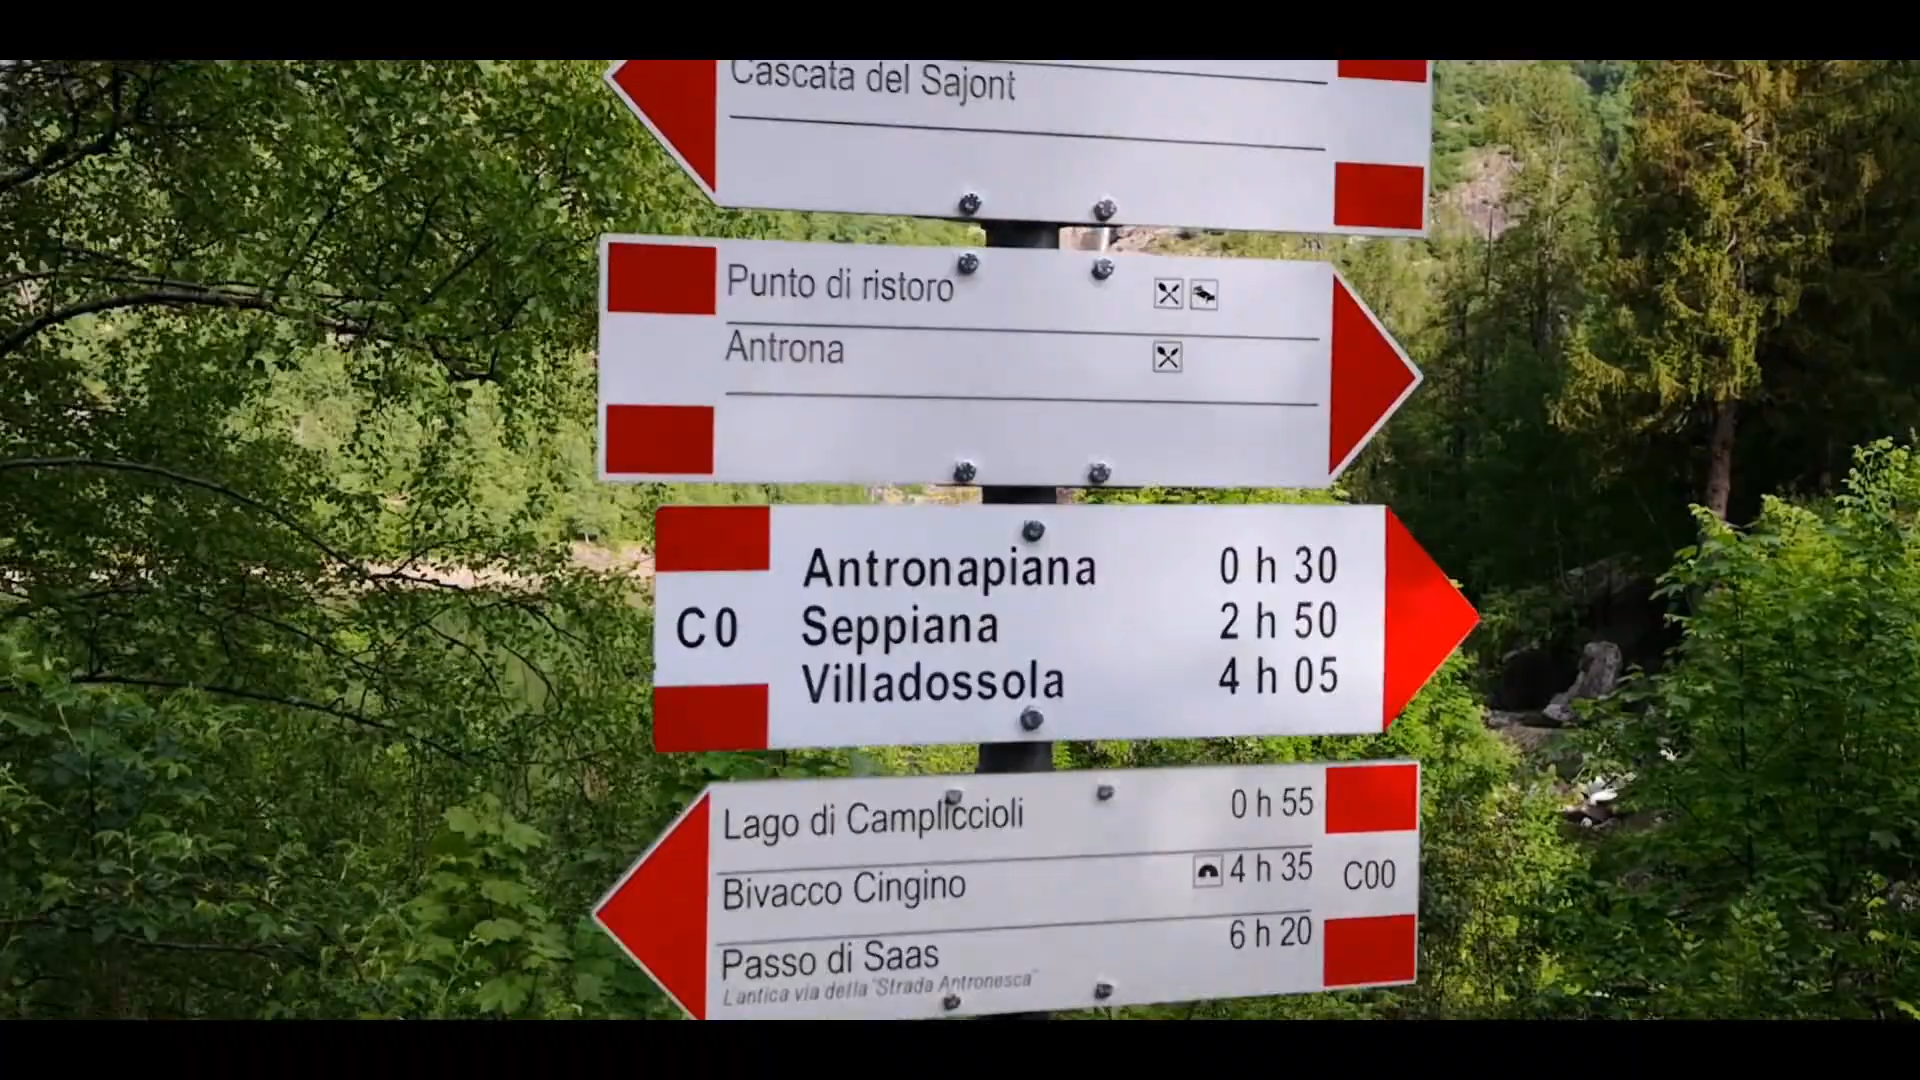 Cascata del Sajont
Punto di ristoro
Antrona
C0
Antronapiana 0 h 30
Seppiana 2 h 50
Villadossola 4 h 05
Lago di Campliccioli 0 h 55
Bivacco Cingino 4 h 35
C00
Passo di Saas 6 h 20
L'antica via della "Strada Antronesca"